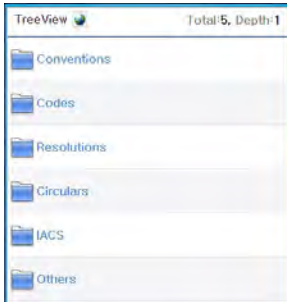 TreeView Total:5, Depth:1
Conventions
Codes
Resolutions
Circulars
IACS
Others